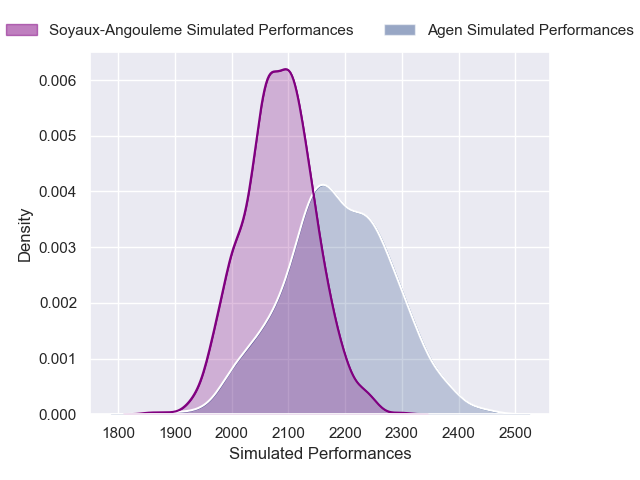 Soyaux-Angouleme Simulated Performances Agen Simulated Performances
0.006
0.005
0.004
0.003
0.002
0.001
0.000
Density
1800 1900 2000 2100 2200 2300 2400 2500
Simulated Performances